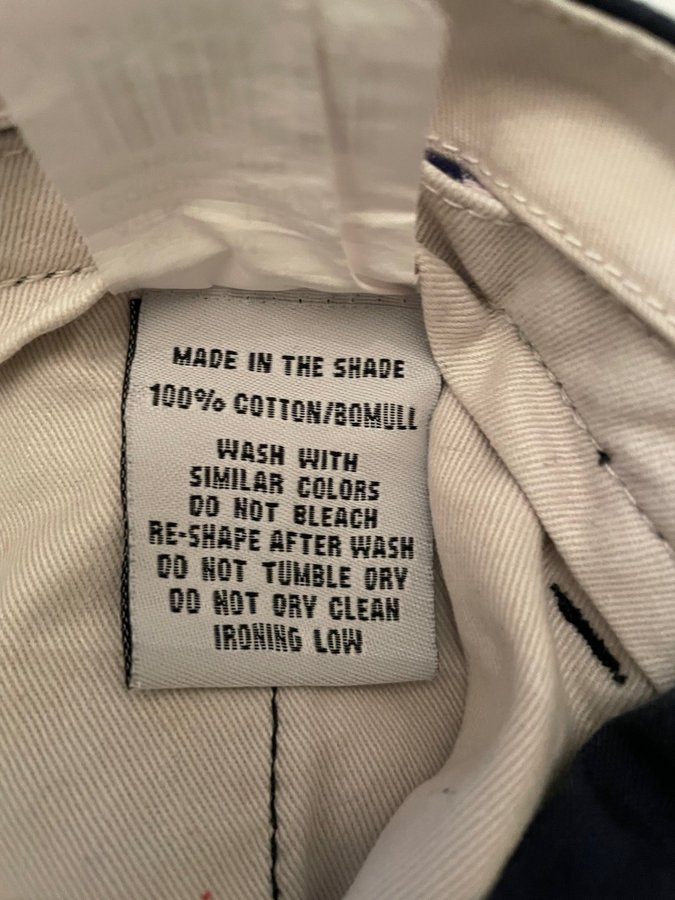 MADE IN THE SHADE
100% COTTON/BOMULL
WASH WITH
SIMILAR COLORS
DO NOT BLEACH
RE-SHAPE AFTER WASH
DO NOT TUMBLE DRY
DO NOT DRY CLEAN
IRONING LOW